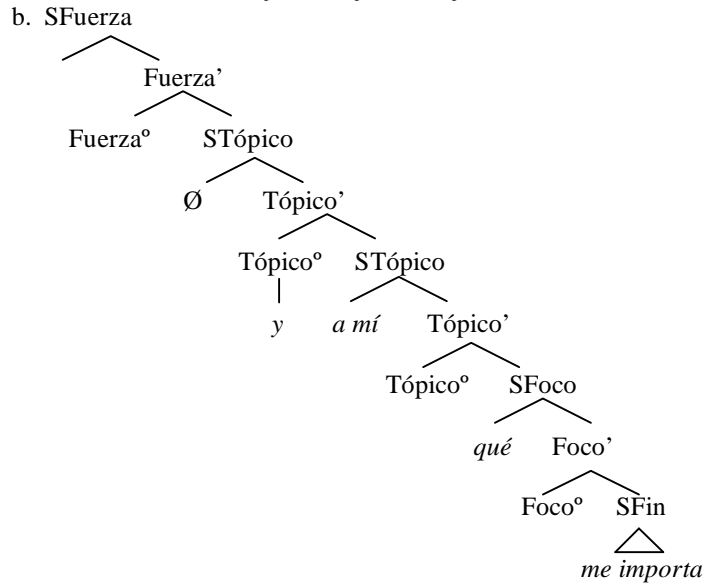 b. SFuerza
Fuerza’
Fuerzaº STópico
Ø Tópico’
Tópicoº STópico
y a mí Tópico’
Tópicoº SFoco
qué Foco’
Focoº SFin
me importa